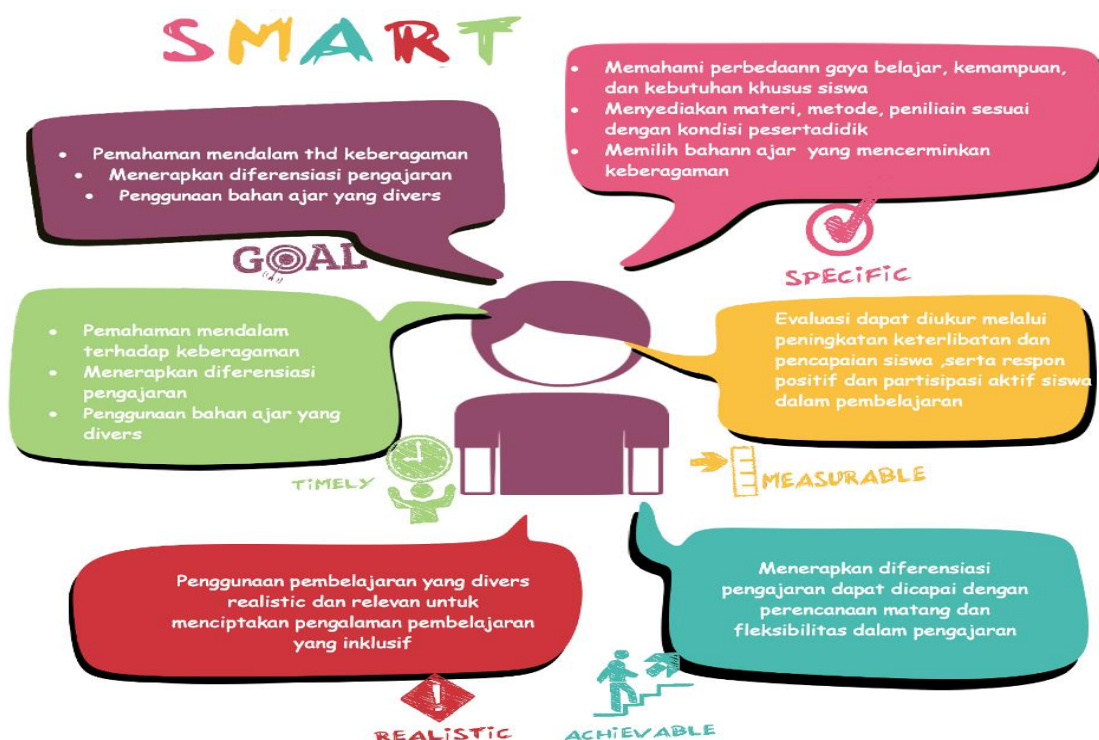 SMART
• Pemahaman mendalam thd keberagaman
• Menerapkan diferensiasi pengajaran
• Penggunaan bahan ajar yang divers
GOAL
• Memahami perbedaann gaya belajar, kemampuan,
dan kebutuhan khusus siswa
• Menyediakan materi, metode, peniliain sesuai
dengan kondisi pesertadidik
• Memilih bahann ajar yang mencerminkan
keberagaman
SPECIFIC
• Pemahaman mendalam
terhadap keberagaman
• Menerapkan diferensiasi
pengajaran
• Penggunaan bahan ajar yang
divers
TIMELY
Evaluasi dapat diukur melalui
peningkatan keterlibatan dan
pencapaian siswa ,serta respon
positif dan partisipasi aktif siswa
dalam pembelajaran
MEASURABLE
Penggunaan pembelajaran yang divers
realistic dan relevan untuk
menciptakan pengalaman pembelajaran
yang inklusif
REALISTIC
Menerapkan diferensiasi
pengajaran dapat dicapai dengan
perencanaan matang dan
fleksibilitas dalam pengajaran
ACHIEVABLE